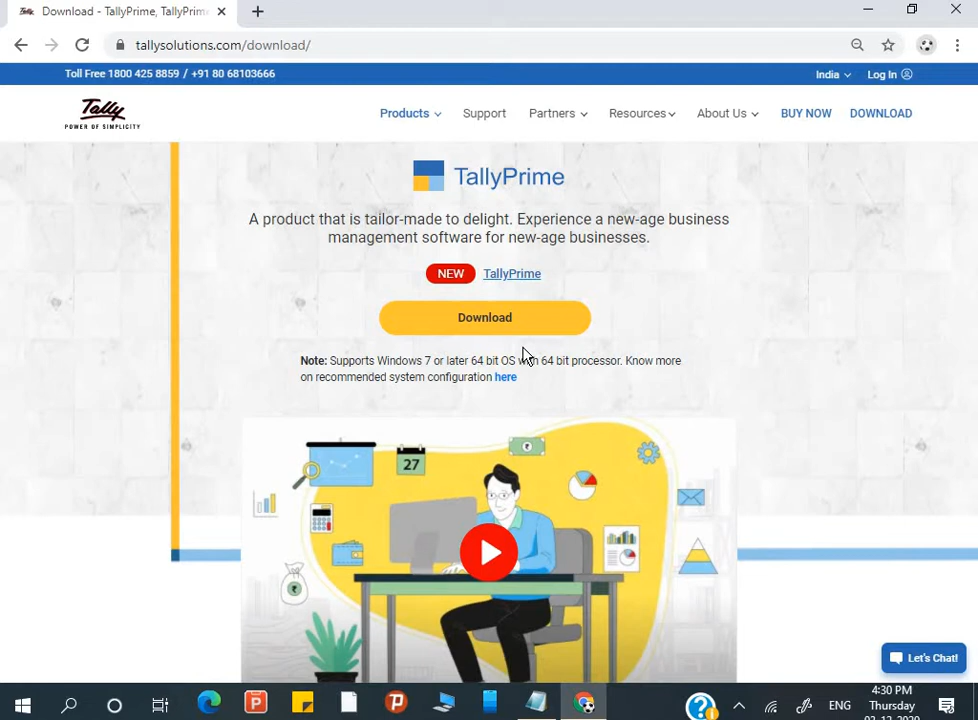 Download - TallyPrime, TallyPrim
tallysolutions.com/download/
Toll Free 1800 425 8859 / +91 80 68103666
India
Log In
Tally
POWER OF SIMPLICITY
Products
Support
Partners
Resources
About Us
BUY NOW
DOWNLOAD
TallyPrime
A product that is tailor-made to delight. Experience a new-age business
management software for new-age businesses.
NEW TallyPrime
Download
Note: Supports Windows 7 or later 64 bit OS with 64 bit processor. Know more
on recommended system configuration here
27
Let's Chat!
ENG
4:30 PM
Thursday